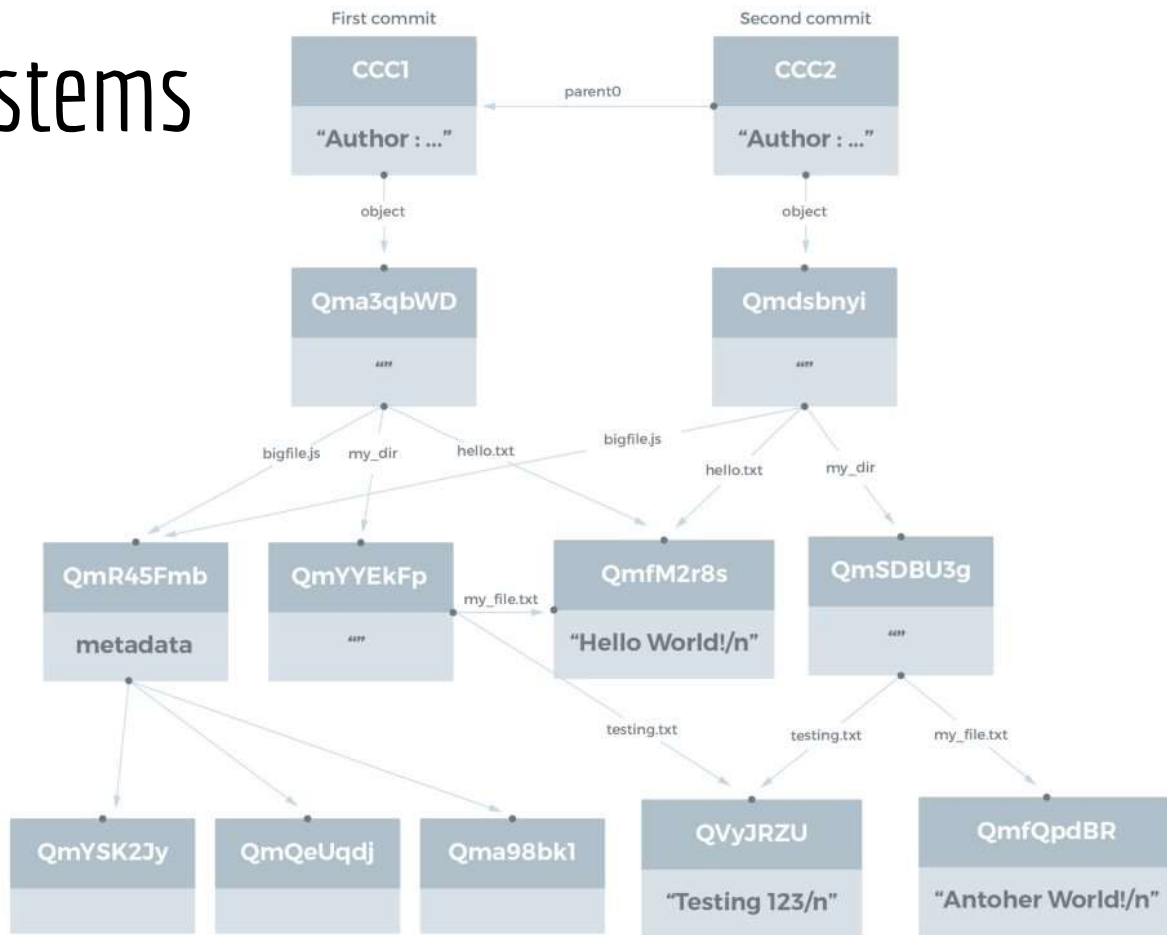 stems
First commit
Second commit
CCC1
CCC2
parent0
“Author : ...”
“Author : ...”
object
object
Qma3qbWD
Qmdsbnyi
“”
“”
bigfile.js
my_dir
hello.txt
bigfile.js
hello.txt
my_dir
QmR45Fmb
QmYYEkFp
QmfM2r8s
QmSDBU3g
my_file.txt
metadata
“”
“Hello World!/n”
“”
testing.txt
testing.txt
my_file.txt
QmYSK2Jy
QmQeUqdj
Qma98bk1
QVyJRZU
QmfQpdBR
“Testing 123/n”
“Antoher World!/n”